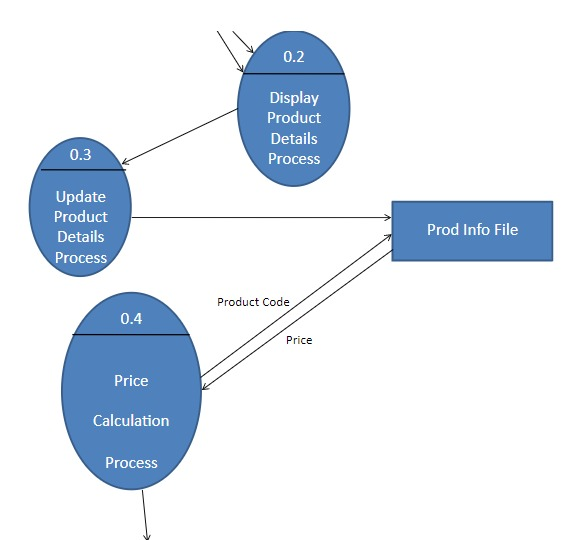 0.2
Display
Product
Details
Process
0.3
Update
Product
Details
Process
Prod Info File
Product Code
Price
0.4
Price
Calculation
Process